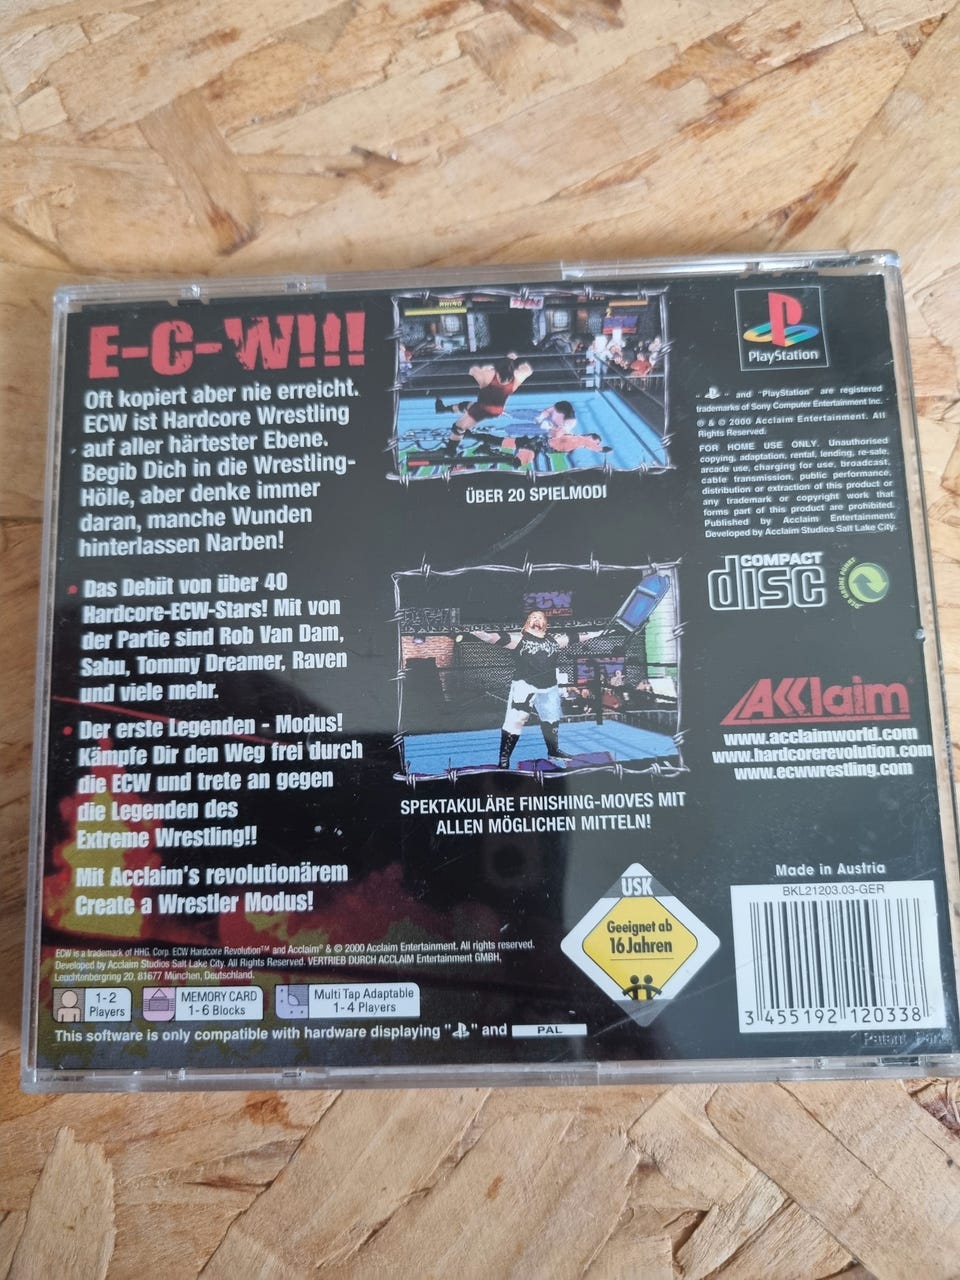 E-C-W!!!
Oft kopiert aber nie erreicht.
ECW ist Hardcore Wrestling
auf aller härtester Ebene.
Begib Dich in die Wrestling-
Hölle, aber denke immer
daran, manche Wunden
hinterlassen Narben!
Das Debüt von über 40
Hardcore-ECW-Stars! Mit von
der Partie sind Rob Van Dam,
Sabu, Tommy Dreamer, Raven
und viele mehr.
Der erste Legenden - Modus!
Kämpfe Dir den Weg frei durch
die ECW und trete an gegen
die Legenden des
Extreme Wrestling!!
Mit Acclaim's revolutionärem
Create a Wrestler Modus!
ÜBER 20 SPIELMODI
ECW
SPEKTAKULÄRE FINISHING-MOVES MIT
ALLEN MÖGLICHEN MITTELN!
PlayStation
" " and "PlayStation" are registered
trademarks of Sony Computer Entertainment Inc.
® & © 2000 Acclaim Entertainment. All
Rights Reserved.
FOR HOME USE ONLY. Unauthorised
copying, adaptation, rental, lending, re-sale,
arcade use, charging for use, broadcast,
cable transmission, public performance,
distribution or extraction of this product or
any trademark or copyright work that
forms part of this product are prohibited.
Published by Acclaim Entertainment.
Developed by Acclaim Studios Salt Lake City.
COMPACT
disc
DER GRÜNE PUNKT
AKKlaim
www.acclaimworld.com
www.hardcorerevolution.com
www.ecwwrestling.com
USK
Geeignet ab
16 Jahren
Made in Austria
BKL21203.03-GER
3 455192 120338
ECW is a trademark of HHG. Corp. ECW Hardcore Revolution™ and Acclaim® & © 2000 Acclaim Entertainment. All rights reserved.
Developed by Acclaim Studios Salt Lake City. All Rights Reserved. VERTRIEB DURCH ACCLAIM Entertainment GMBH,
Leuchtenbergring 20, 81677 München, Deutschland.
1-2
Players
MEMORY CARD
1-6 Blocks
Multi Tap Adaptable
1-4 Players
This software is only compatible with hardware displaying " " and PAL